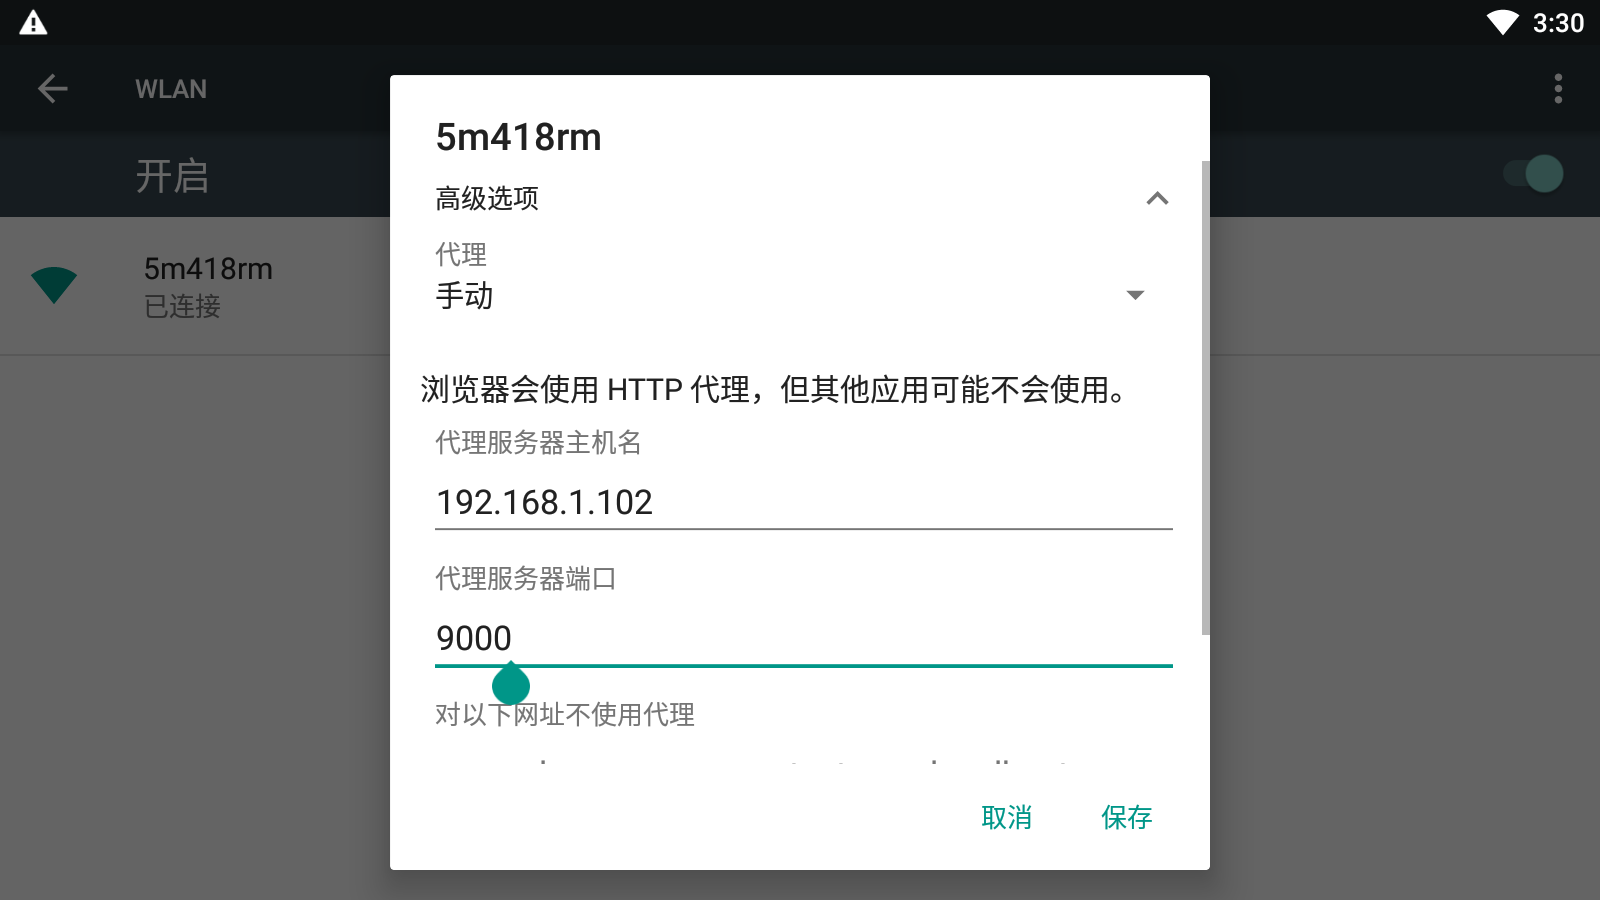 3:30
WLAN
开启
5m418rm
已连接
5m418rm
高级选项
代理
手动
浏览器会使用 HTTP 代理，但其他应用可能不会使用。
代理服务器主机名
192.168.1.102
代理服务器端口
9000
对以下网址不使用代理
取消
保存